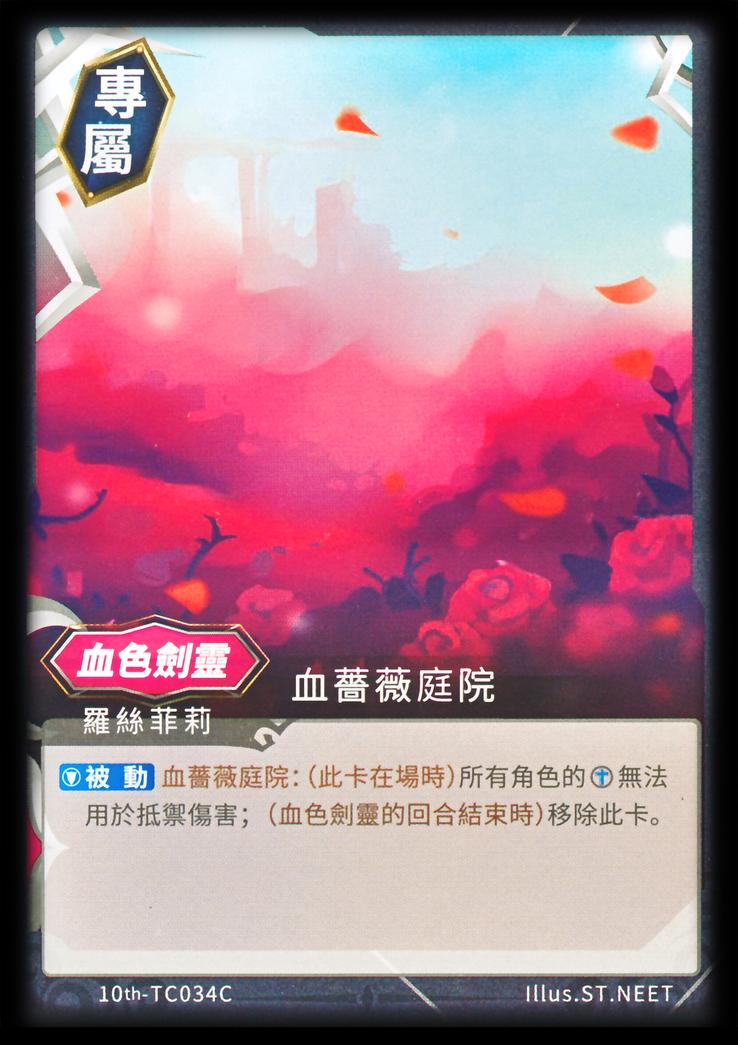 專屬
血色劍靈
羅絲菲莉
血薔薇庭院
被動 血薔薇庭院:(此卡在場時)所有角色的無法
用於抵禦傷害;(血色劍靈的回合結束時)移除此卡。
10th-TC034C
Illus.ST.NEET